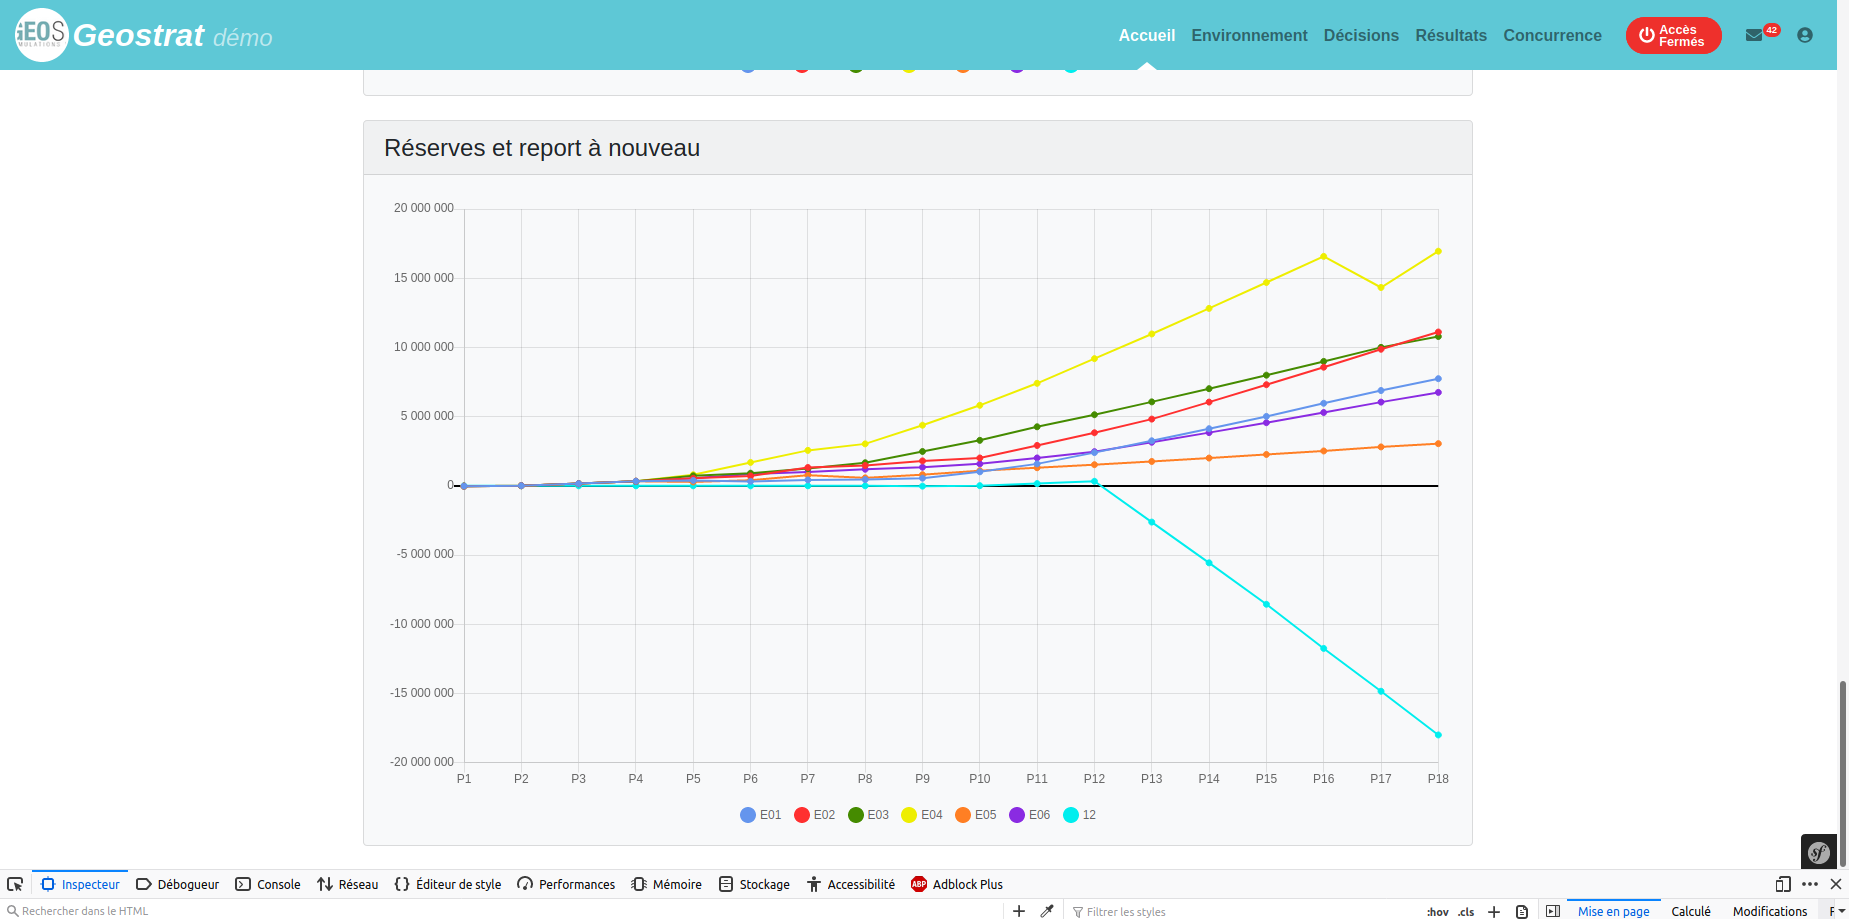 iEOS
MULATIONS
Geostrat démo
Accueil Environnement Décisions Résultats Concurrence
Accès
Fermés
42
Réserves et report à nouveau
20 000 000
15 000 000
10 000 000
5 000 000
0
-5 000 000
-10 000 000
-15 000 000
-20 000 000
P1 P2 P3 P4 P5 P6 P7 P8 P9 P10 P11 P12 P13 P14 P15 P16 P17 P18
E01 E02 E03 E04 E05 E06 12
sf
Inspecteur Débogueur Console Réseau Éditeur de style Performances Mémoire Stockage Accessibilité ABP Adblock Plus
Rechercher dans le HTML
Filtrer les styles
:hov .cls
Mise en page Calculé Modifications